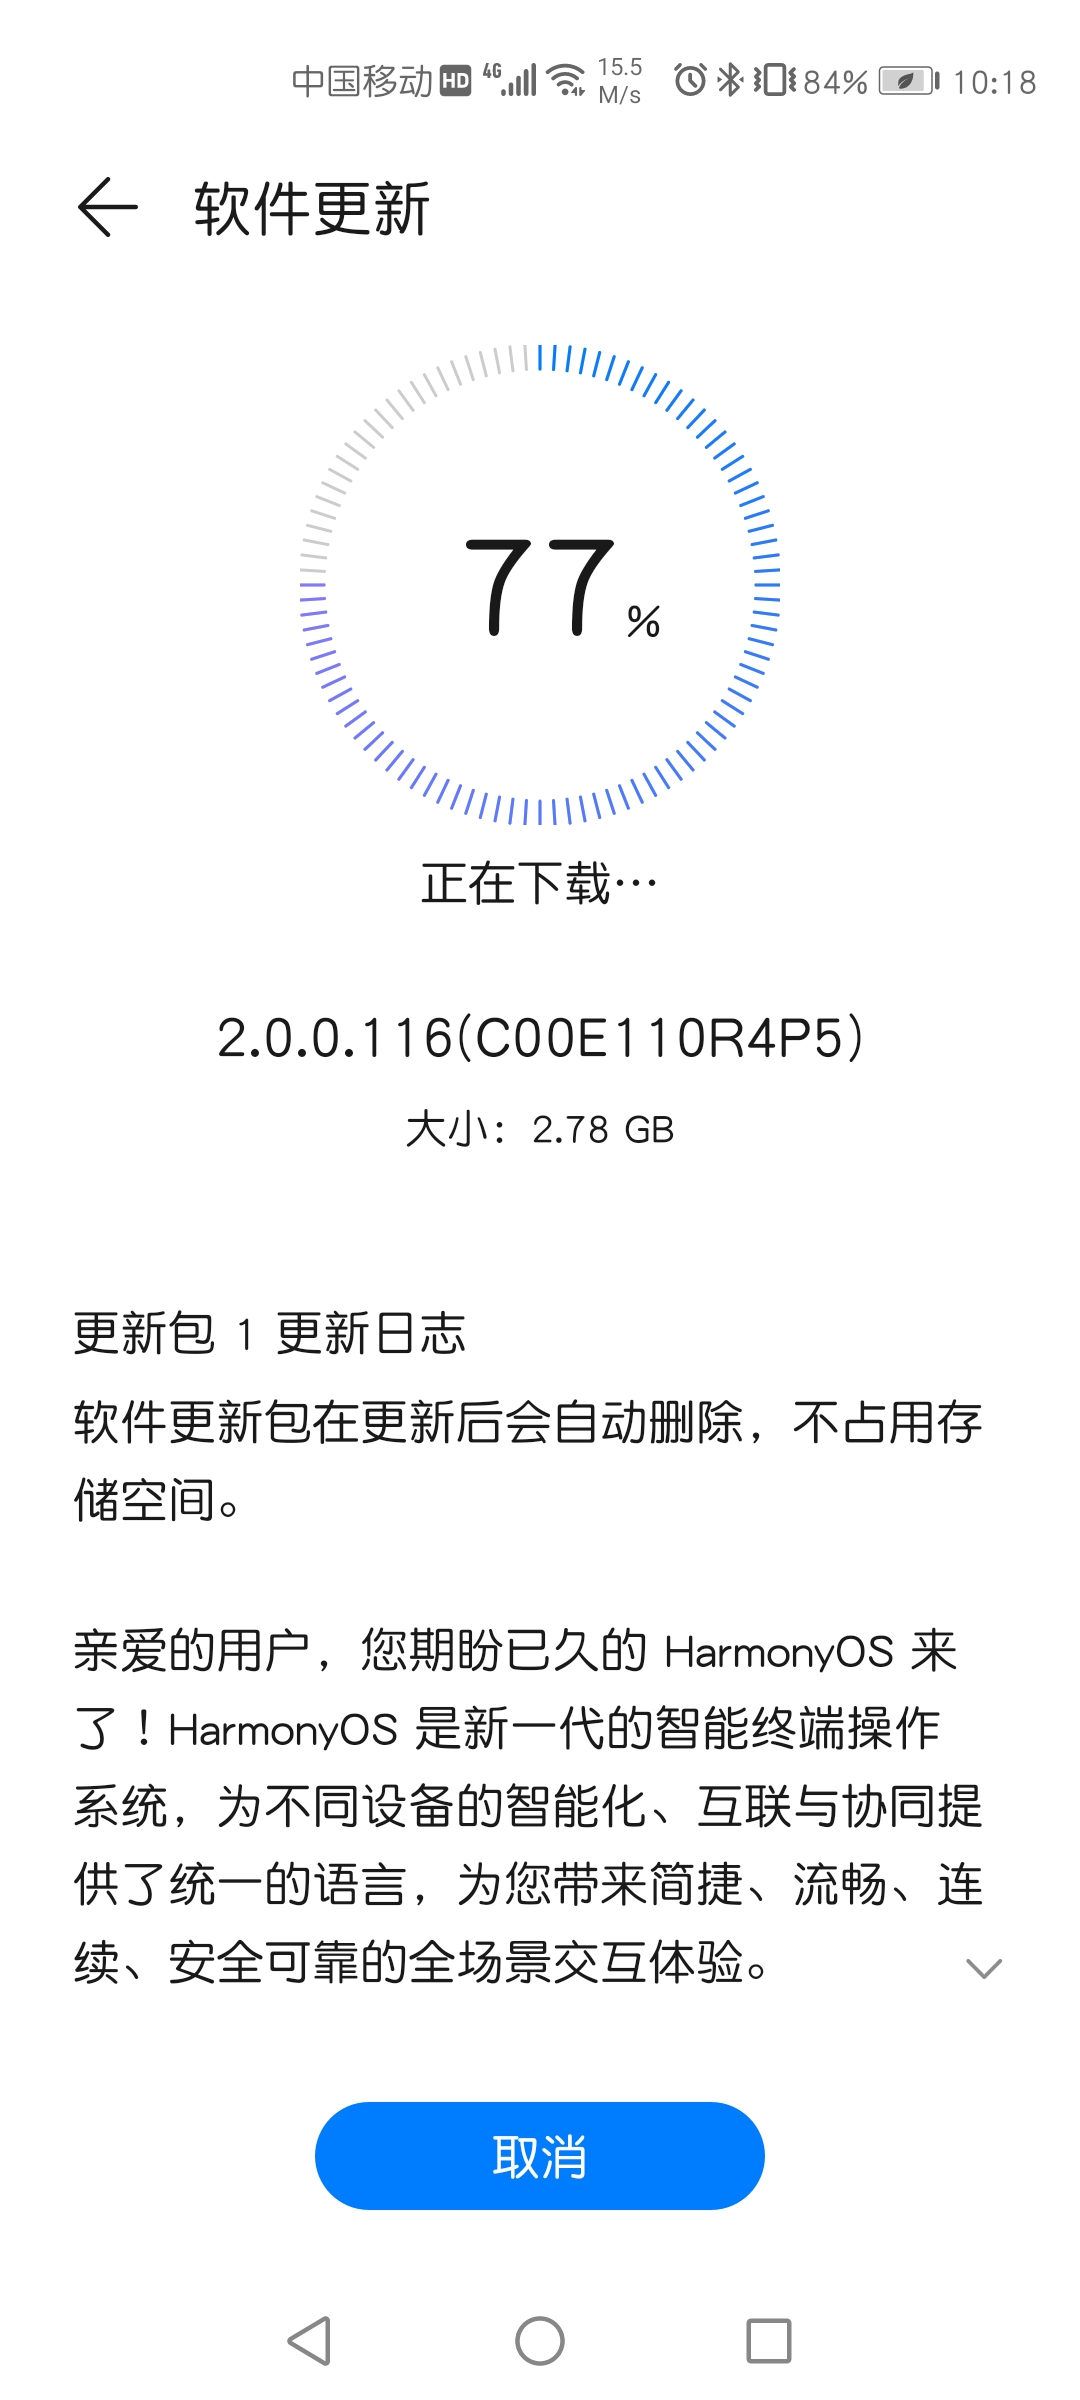 中国移动 HD 4G 15.5 M/s 84% 10:18
软件更新
77%
正在下载···
2.0.0.116(C00E110R4P5)
大小：2.78 GB
更新包 1 更新日志
软件更新包在更新后会自动删除，不占用存
储空间。
亲爱的用户，您期盼已久的 HarmonyOS 来
了！HarmonyOS 是新一代的智能终端操作
系统，为不同设备的智能化、互联与协同提
供了统一的语言，为您带来简捷、流畅、连
续、安全可靠的全场景交互体验。
取消